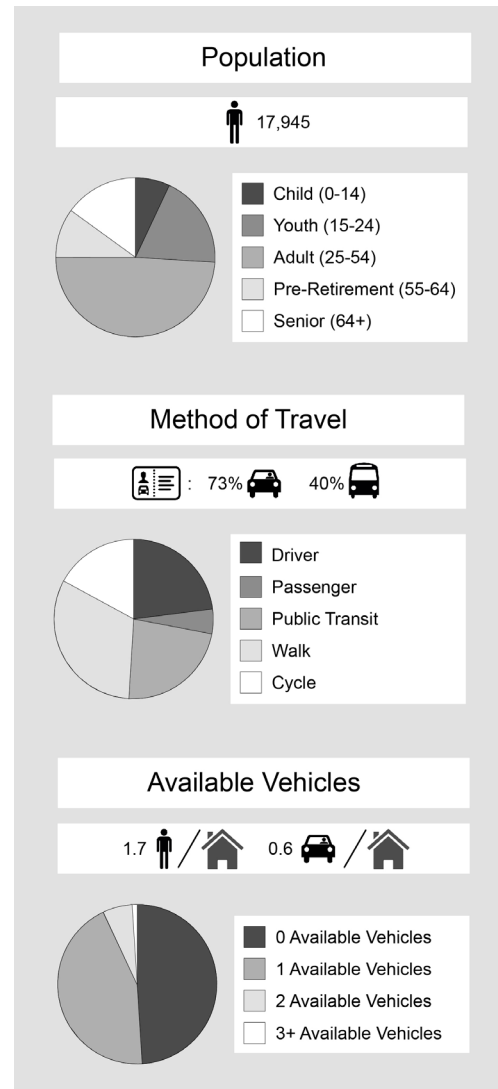 Population
17,945
Child (0-14)
Youth (15-24)
Adult (25-54)
Pre-Retirement (55-64)
Senior (64+)
Method of Travel
: 73% 40%
Driver
Passenger
Public Transit
Walk
Cycle
Available Vehicles
1.7 / 0.6 /
0 Available Vehicles
1 Available Vehicles
2 Available Vehicles
3+ Available Vehicles